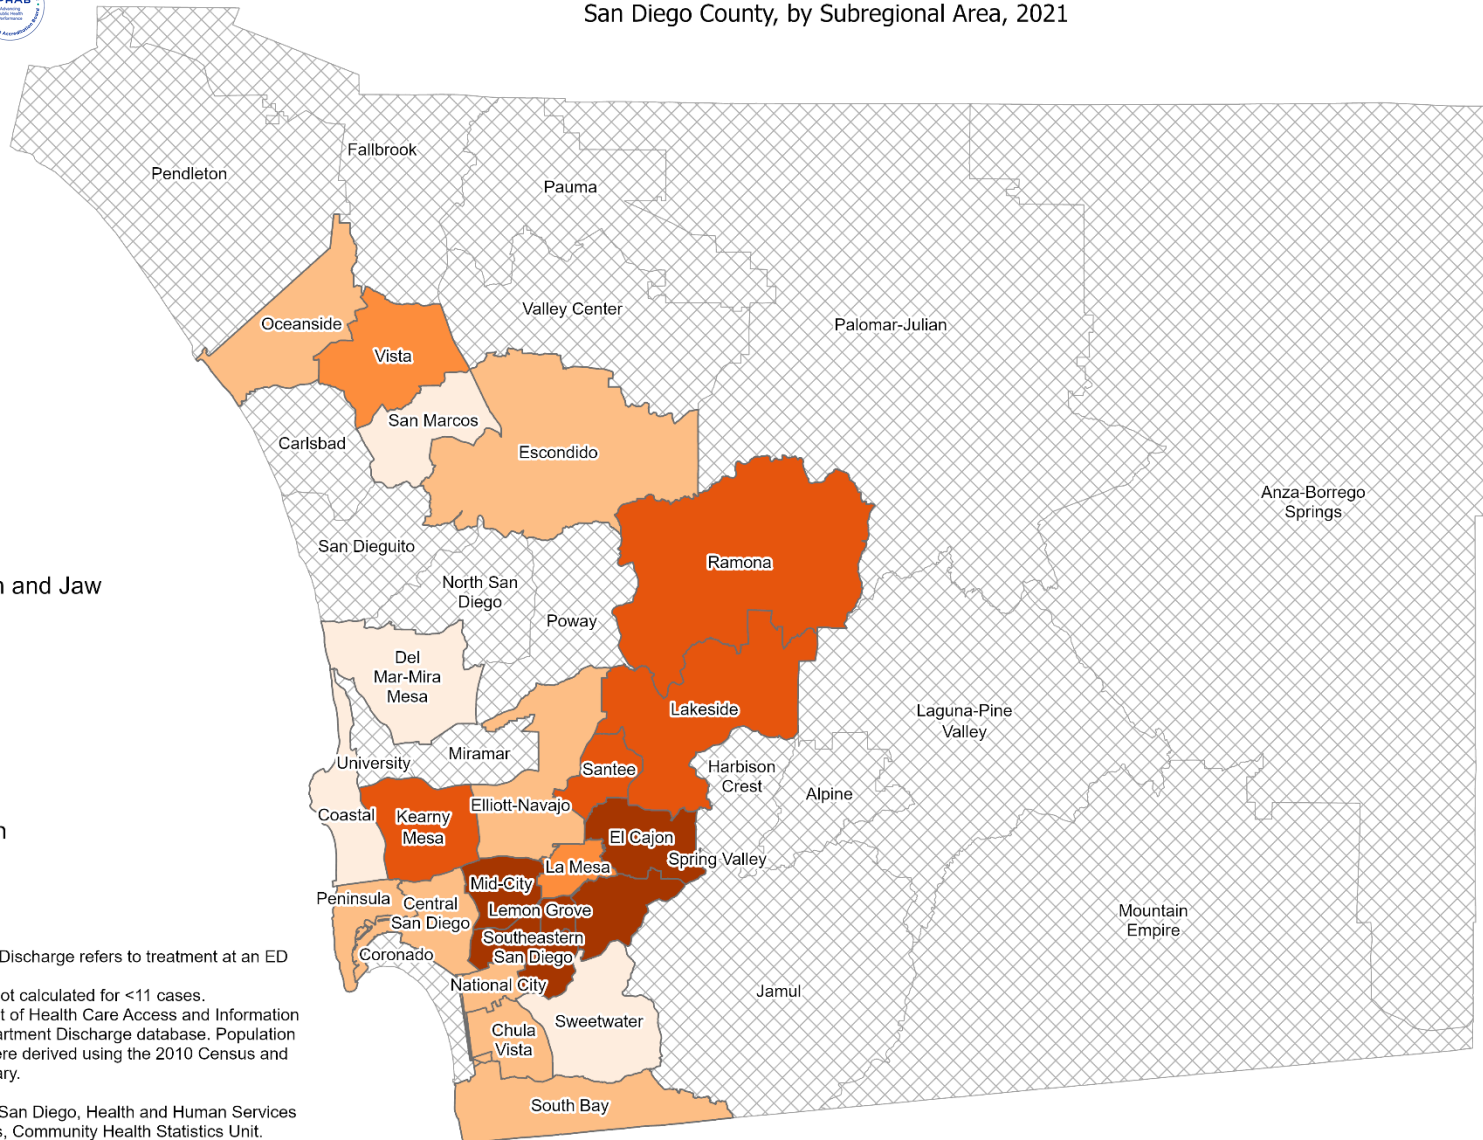 PHAB
Advancing
Public Health
Performance
San Diego County, by Subregional Area, 2021
Fallbrook
Pendleton
Pauma
Valley Center
Oceanside
Palomar-Julian
Vista
San Marcos
Carlsbad
Escondido
Anza-Borrego
Springs
San Dieguito
Ramona
and Jaw
North San
Diego
Poway
Del
Mar-Mira
Mesa
Lakeside
Laguna-Pine
Valley
Miramar
University
Santee
Harbison
Crest
Alpine
Elliott-Navajo
Coastal
Kearny
Mesa
El Cajon
Spring Valley
La Mesa
Mid-City
Peninsula
Central
San Diego
Lemon Grove
Mountain
Empire
Southeastern
San Diego
Coronado
National City
Jamul
Sweetwater
Chula
Vista
South Bay
Discharge refers to treatment at an ED
ot calculated for <11 cases.
t of Health Care Access and Information
artment Discharge database. Population
ere derived using the 2010 Census and
ary.
San Diego, Health and Human Services
s, Community Health Statistics Unit.